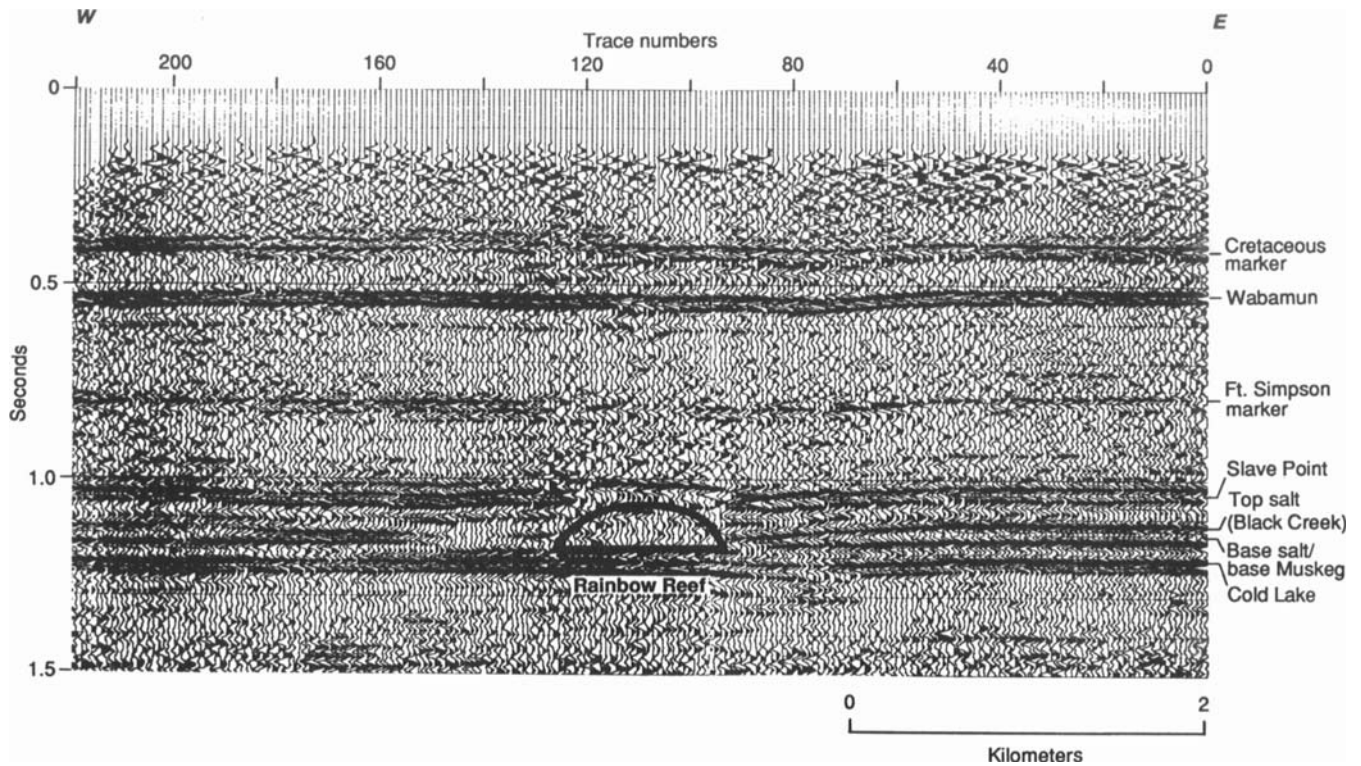 W
E
Trace numbers
200 160 120 80 40 0
0
0.5
1.0
1.5
Seconds
Cretaceous
marker
Wabamun
Ft. Simpson
marker
Slave Point
Top salt
(Black Creek)
Base salt/
base Muskeg
Cold Lake
Rainbow Reef
0 2
Kilometers